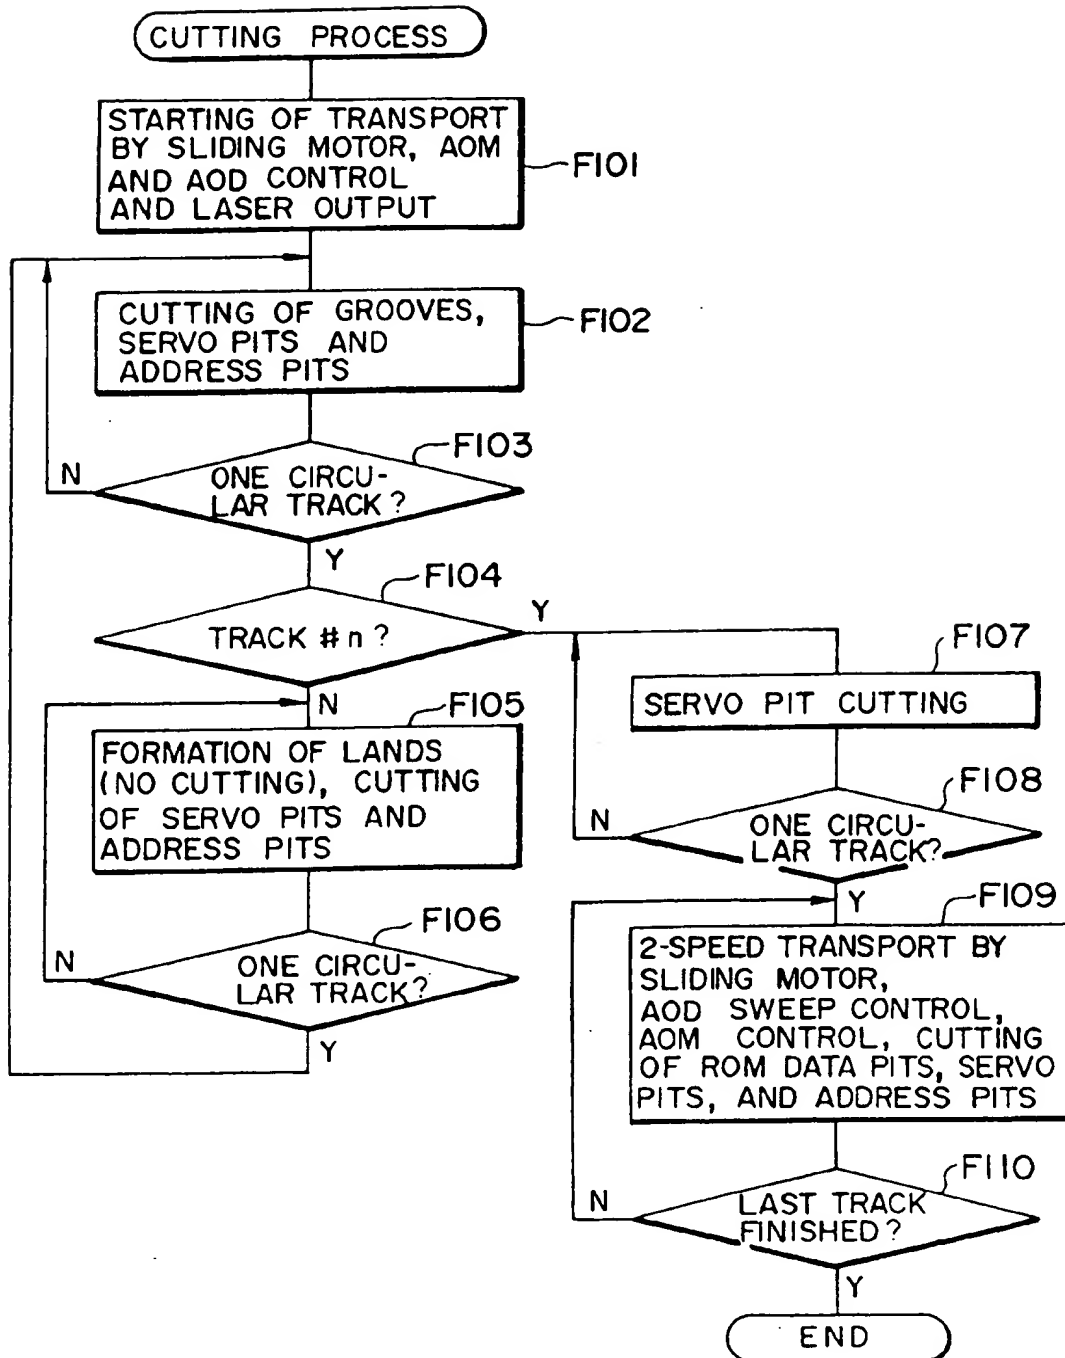 CUTTING PROCESS
STARTING OF TRANSPORT
BY SLIDING MOTOR, AOM
AND AOD CONTROL
AND LASER OUTPUT
F101
CUTTING OF GROOVES,
SERVO PITS AND
ADDRESS PITS
F102
F103
N
ONE CIRCU-
LAR TRACK?
Y
F104
TRACK #n?
Y
N
F105
FORMATION OF LANDS
(NO CUTTING), CUTTING
OF SERVO PITS AND
ADDRESS PITS
F106
N
ONE CIRCU-
LAR TRACK?
Y
F107
SERVO PIT CUTTING
F108
N
ONE CIRCU-
LAR TRACK?
Y
F109
2-SPEED TRANSPORT BY
SLIDING MOTOR,
AOD SWEEP CONTROL,
AOM CONTROL, CUTTING
OF ROM DATA PITS, SERVO
PITS, AND ADDRESS PITS
F110
N
LAST TRACK
FINISHED?
Y
END